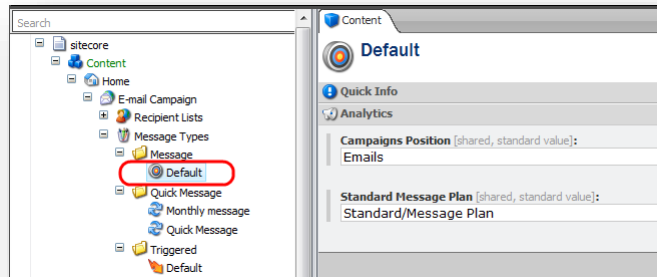 Search
sitecore
Content
Home
E-mail Campaign
Recipient Lists
Message Types
Message
Default
Quick Message
Monthly message
Quick Message
Triggered
Default
Content
Default
Quick Info
Analytics
Campaigns Position [shared, standard value]:
Emails
Standard Message Plan [shared, standard value]:
Standard/Message Plan